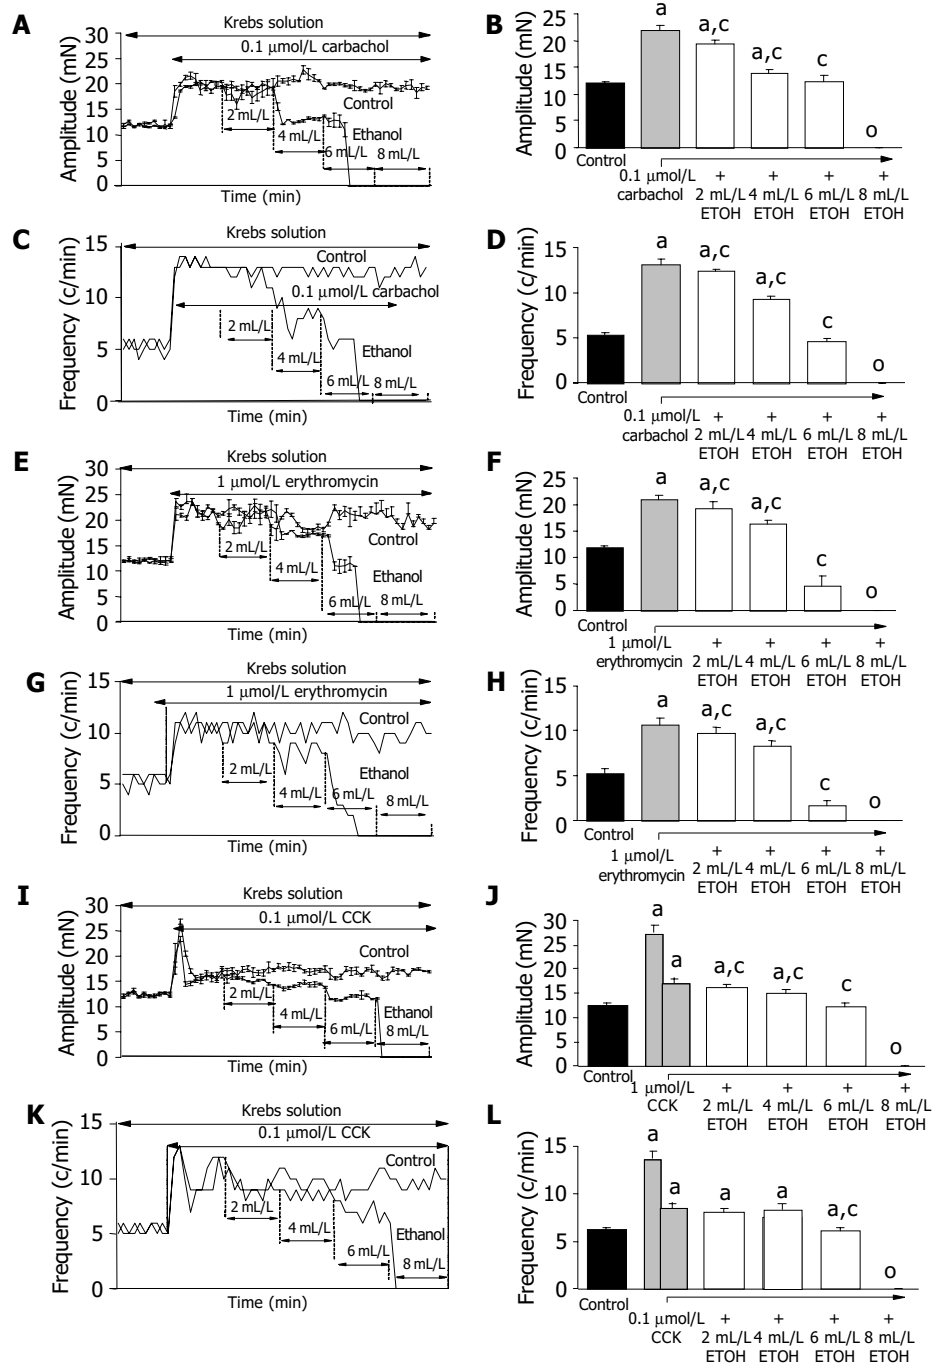 A
Amplitude (mN)
30
25
20
15
10
5
0
Krebs solution
0.1 μmol/L carbachol
Control
2 mL/L
4 mL/L
Ethanol
6 mL/L
8 mL/L
Time (min)
B
Amplitude (mN)
25
20
15
10
5
0
a
a,c
a,c
c
o
Control
0.1 μmol/L
carbachol
+
2 mL/L
ETOH
+
4 mL/L
ETOH
+
6 mL/L
ETOH
+
8 mL/L
ETOH
C
Frequency (c/min)
15
10
5
0
Krebs solution
Control
0.1 μmol/L carbachol
2 mL/L
4 mL/L
Ethanol
6 mL/L
8 mL/L
Time (min)
D
Frequency (c/min)
15
10
5
0
a
a,c
a,c
c
o
Control
0.1 μmol/L
carbachol
+
2 mL/L
ETOH
+
4 mL/L
ETOH
+
6 mL/L
ETOH
+
8 mL/L
ETOH
E
Amplitude (mN)
30
25
20
15
10
5
0
Krebs solution
1 μmol/L erythromycin
Control
2 mL/L
4 mL/L
Ethanol
6 mL/L
8 mL/L
Time (min)
F
Amplitude (mN)
25
20
15
10
5
0
a
a,c
a,c
c
o
Control
1 μmol/L
erythromycin
+
2 mL/L
ETOH
+
4 mL/L
ETOH
+
6 mL/L
ETOH
+
8 mL/L
ETOH
G
Frequency (c/min)
15
10
5
0
Krebs solution
1 μmol/L erythromycin
Control
2 mL/L
Ethanol
4 mL/L
6 mL/L
8 mL/L
Time (min)
H
Frequency (c/min)
15
10
5
0
a
a,c
a,c
c
o
Control
1 μmol/L
erythromycin
+
2 mL/L
ETOH
+
4 mL/L
ETOH
+
6 mL/L
ETOH
+
8 mL/L
ETOH
I
Amplitude (mN)
30
25
20
15
10
5
0
Krebs solution
0.1 μmol/L CCK
Control
2 mL/L
4 mL/L
Ethanol
6 mL/L
8 mL/L
Time (min)
J
Amplitude (mN)
30
25
20
15
10
5
0
a
a
a,c
a,c
c
o
Control
1 μmol/L
CCK
+
2 mL/L
ETOH
+
4 mL/L
ETOH
+
6 mL/L
ETOH
+
8 mL/L
ETOH
K
Frequency (c/min)
15
10
5
0
Krebs solution
0.1 μmol/L CCK
Control
2 mL/L
4 mL/L
Ethanol
6 mL/L
8 mL/L
Time (min)
L
Frequency (c/min)
15
10
5
0
a
a
a
a
a,c
o
Control
0.1 μmol/L
CCK
+
2 mL/L
ETOH
+
4 mL/L
ETOH
+
6 mL/L
ETOH
+
8 mL/L
ETOH